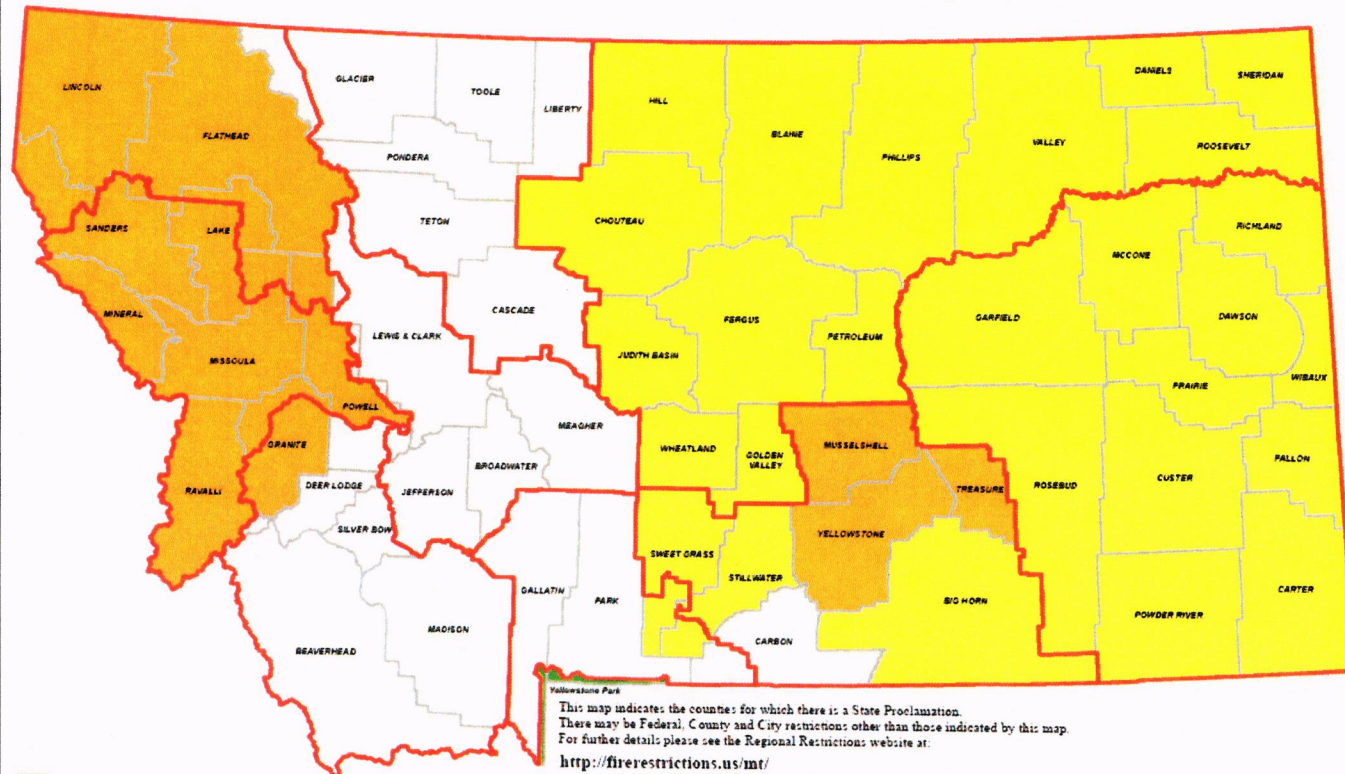 DANIELS
SHERIDAN
GLACIER
TOOLE
LINCOLN
LIBERTY
HILL
FLATHEAD
BLAINE
VALLEY
ROOSEVELT
PONDERA
PHILLIPS
TETON
CHOUTEAU
SANDERS
LAKE
RICHLAND
MCCONE
CASCADE
MINERAL
FERGUS
GARFIELD
DAWSON
LEWIS & CLARK
PETROLEUM
JUDITH BASIN
MISSOULA
WIBAUX
PRAIRIE
POWELL
MEAGHER
GRANITE
WHEATLAND
GOLDEN
VALLEY
MUSSELSHELL
FALLON
BROADWATER
DEER LODGE
JEFFERSON
RAVALLI
TREASURE
ROSEBUD
CUSTER
SILVER BOW
YELLOWSTONE
SWEET GRASS
STILLWATER
GALLATIN
PARK
BIG HORN
CARTER
POWDER RIVER
MADISON
CARBON
BEAVERHEAD
Yellowstone Park
This map indicates the counties for which there is a State Proclamation.
There may be Federal, County and City restrictions other than those indicated by this map.
For further details please see the Regional Restrictions website at:
http://firerestrictions.us/mt/